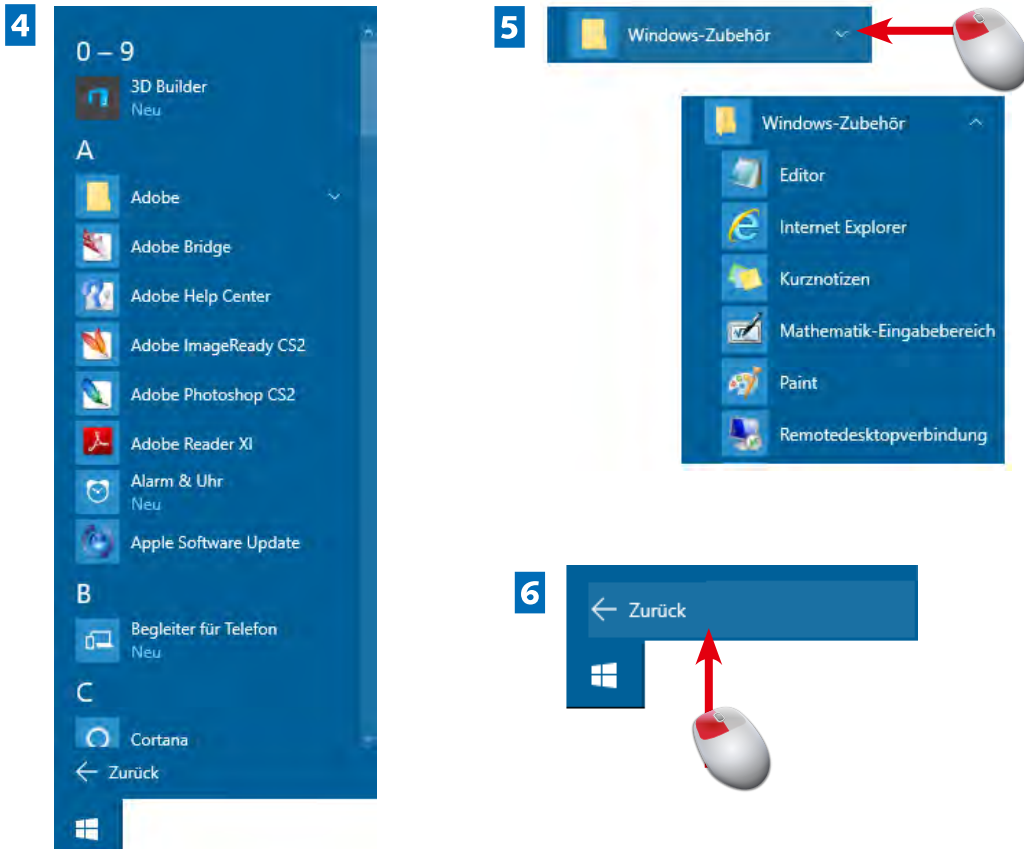 4
0 – 9
3D Builder
Neu
A
Adobe
Adobe Bridge
Adobe Help Center
Adobe ImageReady CS2
Adobe Photoshop CS2
Adobe Reader XI
Alarm & Uhr
Neu
Apple Software Update
B
Begleiter für Telefon
Neu
C
Cortana
Zurück
5
Windows-Zubehör
Windows-Zubehör
Editor
Internet Explorer
Kurznotizen
Mathematik-Eingabebereich
Paint
Remotedesktopverbindung
6
Zurück